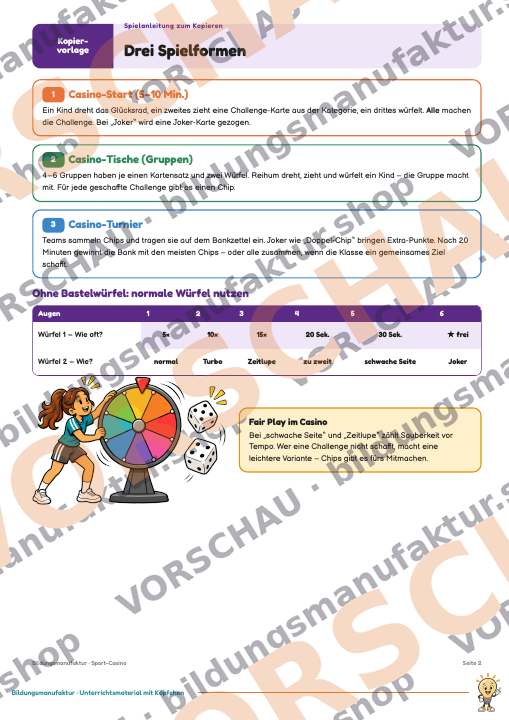 Spielanleitung zum Kopieren
Kopier-
vorlage
Drei Spielformen
1 Casino-Start (5–10 Min.)
Ein Kind dreht das Glücksrad, ein zweites zieht eine Challenge-Karte aus der Kategorie, ein drittes würfelt. Alle machen
die Challenge. Bei „Joker" wird eine Joker-Karte gezogen.
2 Casino-Tische (Gruppen)
4–6 Gruppen haben je einen Kartensatz und zwei Würfel. Reihum dreht, zieht und würfelt ein Kind – die Gruppe macht
mit. Für jede geschaffte Challenge gibt es einen Chip.
3 Casino-Turnier
Teams sammeln Chips und tragen sie auf dem Bankzettel ein. Joker wie „Doppel-Chip" bringen Extra-Punkte. Nach 20
Minuten gewinnt die Bank mit den meisten Chips – oder alle zusammen, wenn die Klasse ein gemeinsames Ziel
schafft.
Ohne Bastelwürfel: normale Würfel nutzen
Augen 1 2 3 4 5 6
Würfel 1 – Wie oft? 5x 10x 15x 20 Sek. 30 Sek. ★ frei
Würfel 2 – Wie? normal Turbo Zeitlupe zu zweit schwache Seite Joker
Fair Play im Casino
Bei „schwache Seite" und „Zeitlupe" zählt Sauberkeit vor
Tempo. Wer eine Challenge nicht schafft, macht eine
leichtere Variante – Chips gibt es fürs Mitmachen.
Bildungsmanufaktur · Sport-Casino
Seite 2
Bildungsmanufaktur · Unterrichtsmaterial mit Köpfchen
VORSCHAU · bildungsmanufaktur.shop